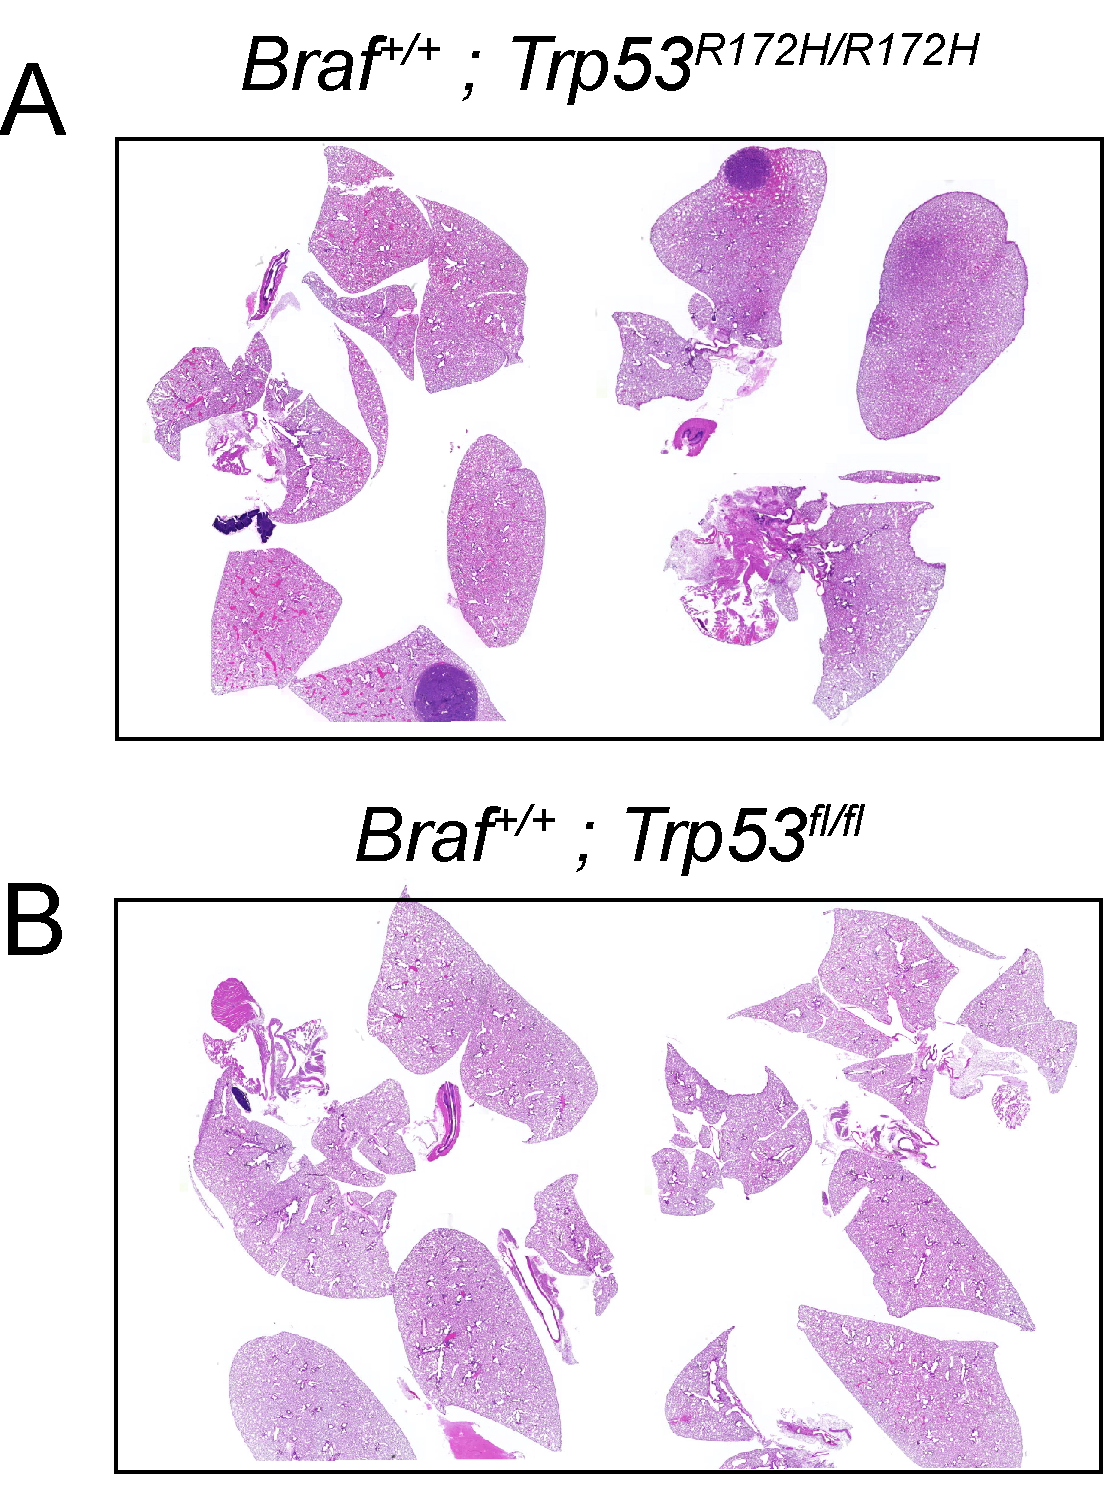 A
Braf+/+ ; Trp53R172H/R172H
B
Braf+/+ ; Trp53fl/fl